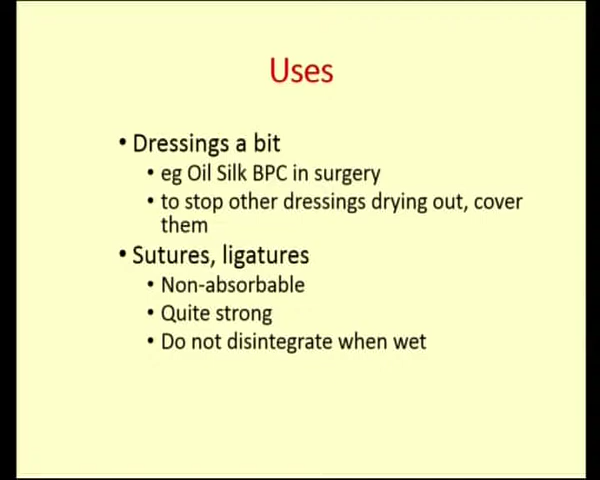 Uses
• Dressings a bit
• eg Oil Silk BPC in surgery
• to stop other dressings drying out, cover
them
• Sutures, ligatures
• Non-absorbable
• Quite strong
• Do not disintegrate when wet